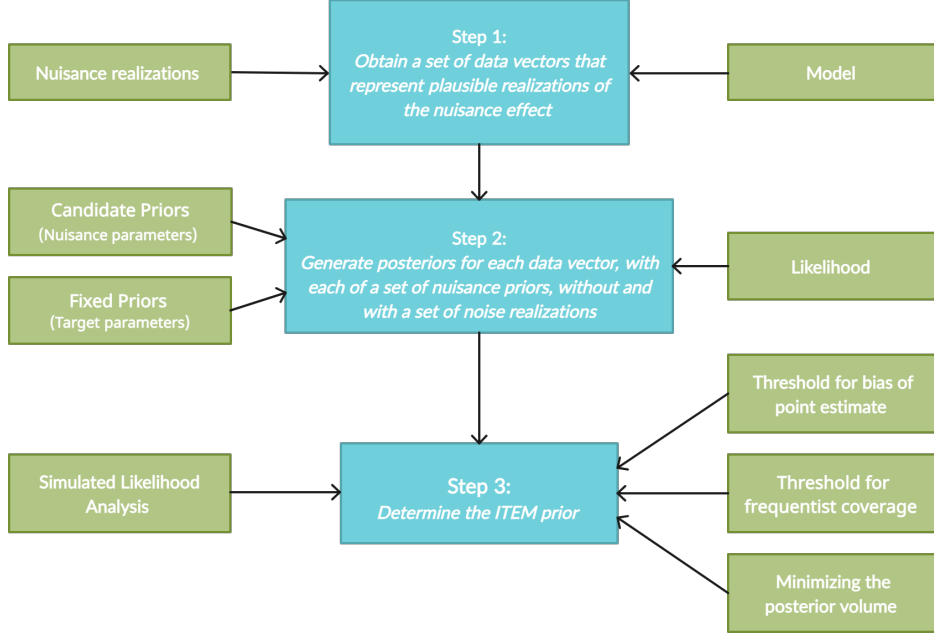 Step 1:
Obtain a set of data vectors that
represent plausible realizations of
the nuisance effect
Nuisance realizations
Model
Candidate Priors
(Nuisance parameters)
Fixed Priors
(Target parameters)
Step 2:
Generate posteriors for each data vector, with
each of a set of nuisance priors, without and
with a set of noise realizations
Likelihood
Threshold for bias of
point estimate
Simulated Likelihood
Analysis
Step 3:
Determine the ITEM prior
Threshold for
frequentist coverage
Minimizing the
posterior volume